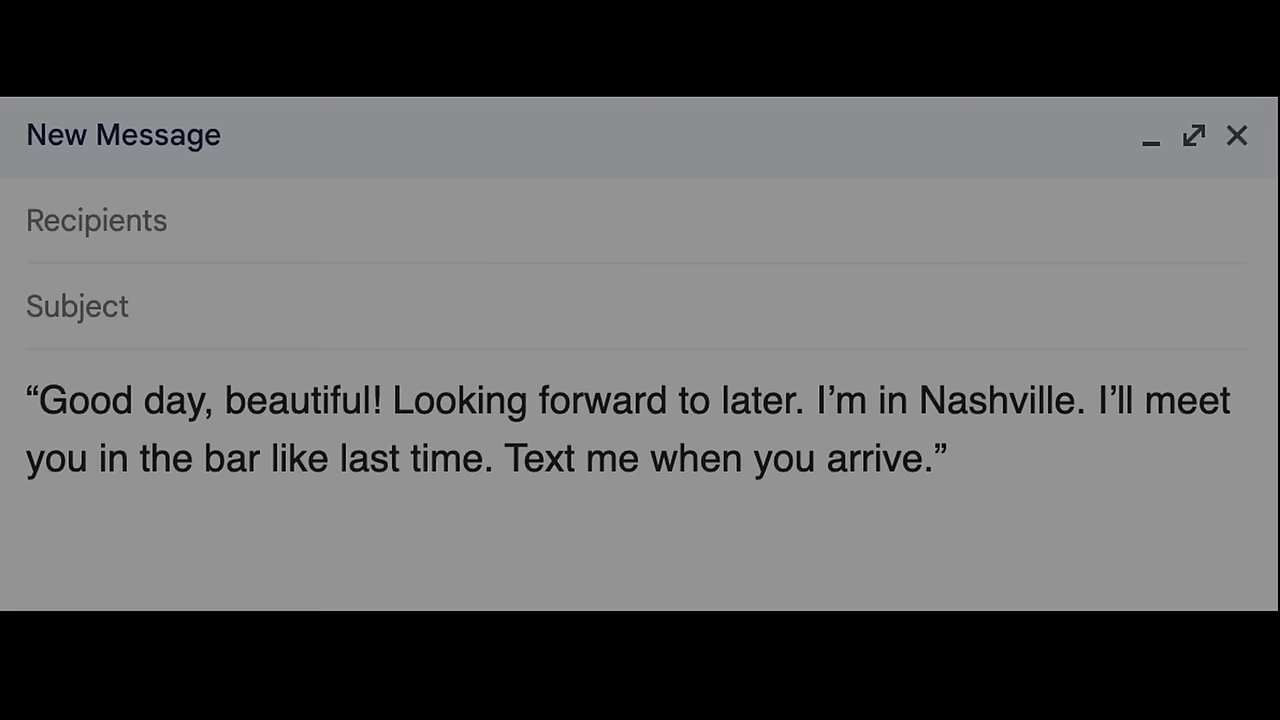 New Message
Recipients
Subject
“Good day, beautiful! Looking forward to later. I’m in Nashville. I’ll meet
you in the bar like last time. Text me when you arrive.”